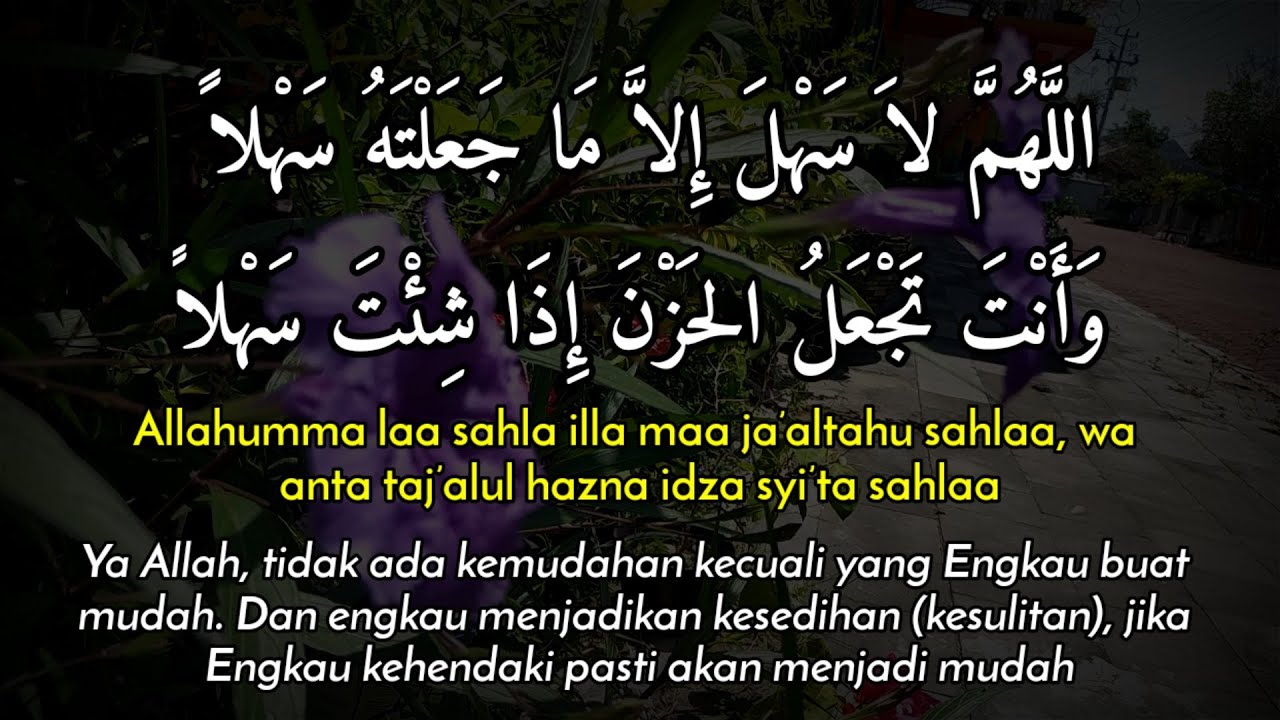 اللَّهُمَّ لاَ سَهْلَ إِلاَّ مَا جَعَلْتَهُ سَهْلاً
وَأَنْتَ تَجْعَلُ الحَزْنَ إِذَا شِئْتَ سَهْلاً
Allahumma laa sahla illa maa ja'altahu sahlaa, wa
anta taj'alul hazna idza syi'ta sahlaa
Ya Allah, tidak ada kemudahan kecuali yang Engkau buat
mudah. Dan engkau menjadikan kesedihan (kesulitan), jika
Engkau kehendaki pasti akan menjadi mudah